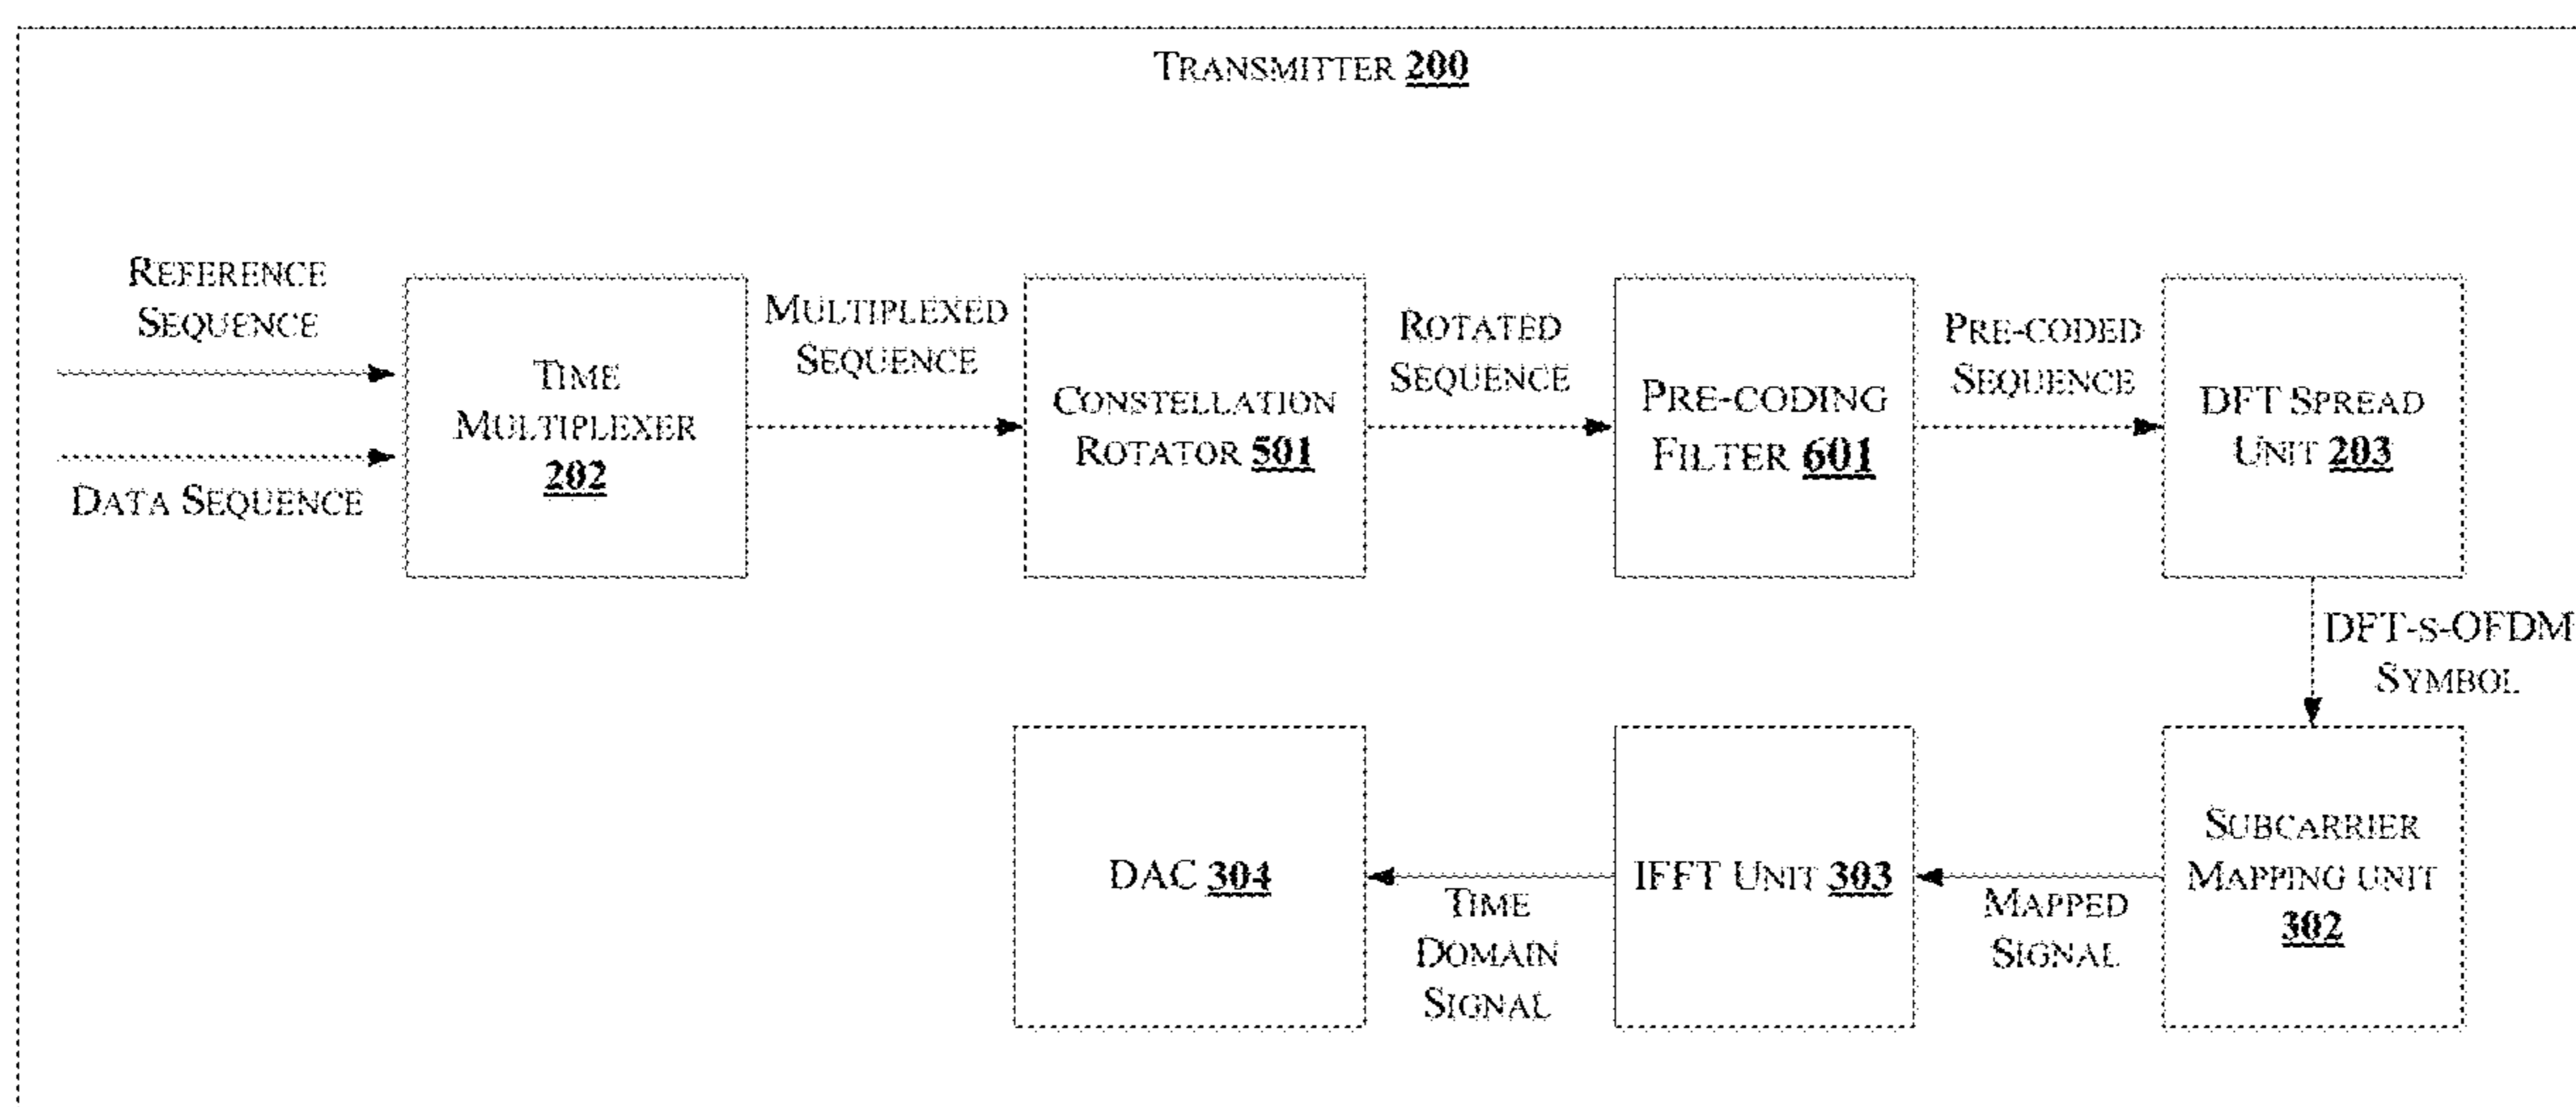 TRANSMITTER 200
REFERENCE
SEQUENCE
DATA SEQUENCE
TIME
MULTIPLEXER
202
MULTIPLEXED
SEQUENCE
CONSTELLATION
ROTATOR 501
ROTATED
SEQUENCE
PRE-CODING
FILTER 601
PRE-CODED
SEQUENCE
DFT SPREAD
UNIT 203
DFT-S-OFDM
SYMBOL
SUBCARRIER
MAPPING UNIT
302
MAPPED
SIGNAL
IFFT UNIT 303
TIME
DOMAIN
SIGNAL
DAC 304